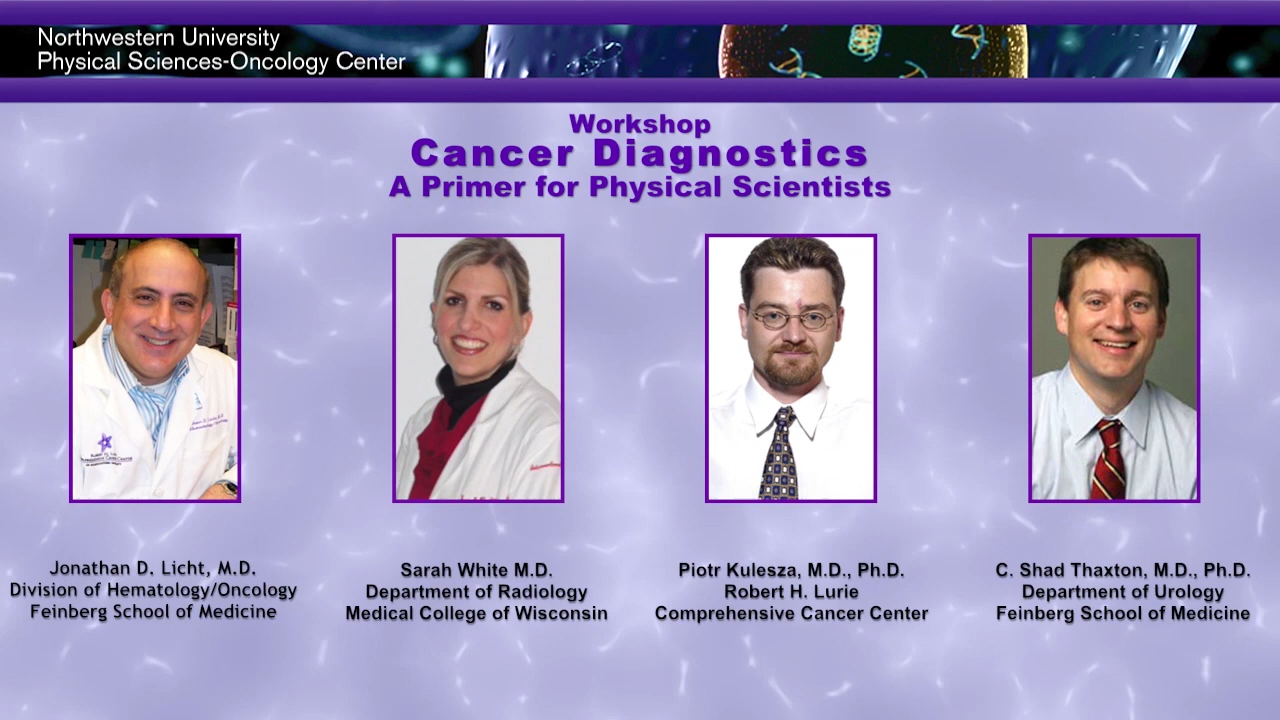 Northwestern University
Physical Sciences-Oncology Center
Workshop
Cancer Diagnostics
A Primer for Physical Scientists
Jonathan D. Licht, M.D.
Division of Hematology/Oncology
Feinberg School of Medicine
Sarah White M.D.
Department of Radiology
Medical College of Wisconsin
Piotr Kulesza, M.D., Ph.D.
Robert H. Lurie
Comprehensive Cancer Center
C. Shad Thaxton, M.D., Ph.D.
Department of Urology
Feinberg School of Medicine